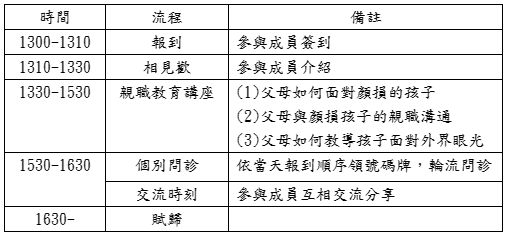 時間 流程 備註
1300-1310 報到 參與成員簽到
1310-1330 相見歡 參與成員介紹
1330-1530 親職教育講座 (1)父母如何面對顏損的孩子
(2)父母與顏損孩子的親職溝通
(3)父母如何教導孩子面對外界眼光
1530-1630 個別問診 依當天報到順序領號碼牌，輪流問診
交流時刻 參與成員互相交流分享
1630- 賦歸